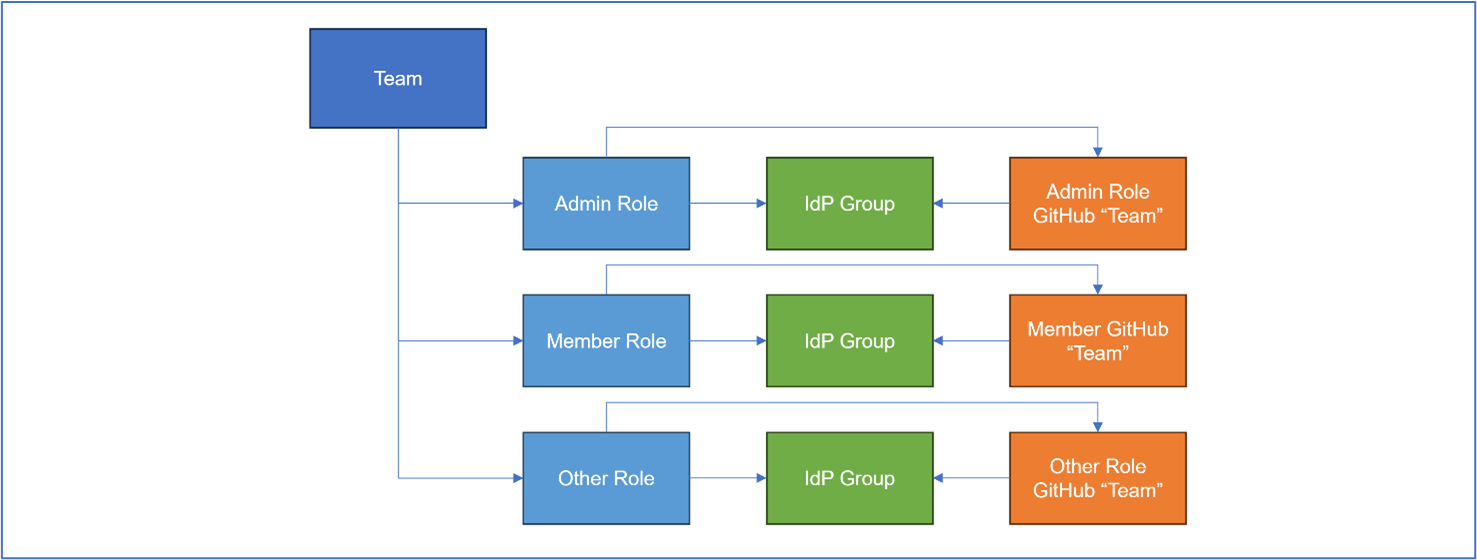 Team
Admin Role
IdP Group
Admin Role
GitHub “Team”
Member Role
IdP Group
Member GitHub
“Team”
Other Role
IdP Group
Other Role
GitHub “Team”